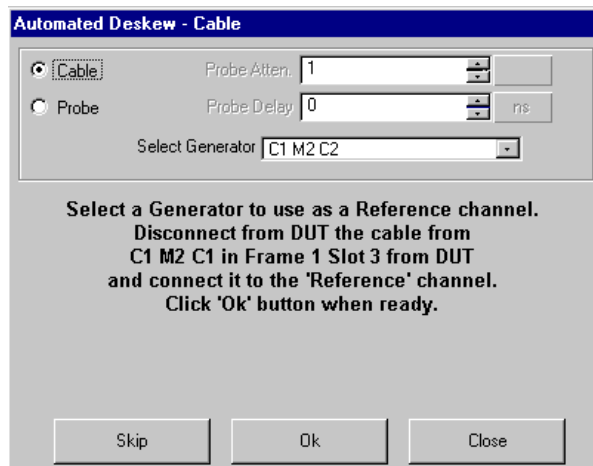 Automated Deskew - Cable
Cable Probe Atten. 1
Probe Probe Delay 0 ns
Select Generator C1 M2 C2
Select a Generator to use as a Reference channel.
Disconnect from DUT the cable from
C1 M2 C1 in Frame 1 Slot 3 from DUT
and connect it to the 'Reference' channel.
Click 'Ok' button when ready.
Skip Ok Close